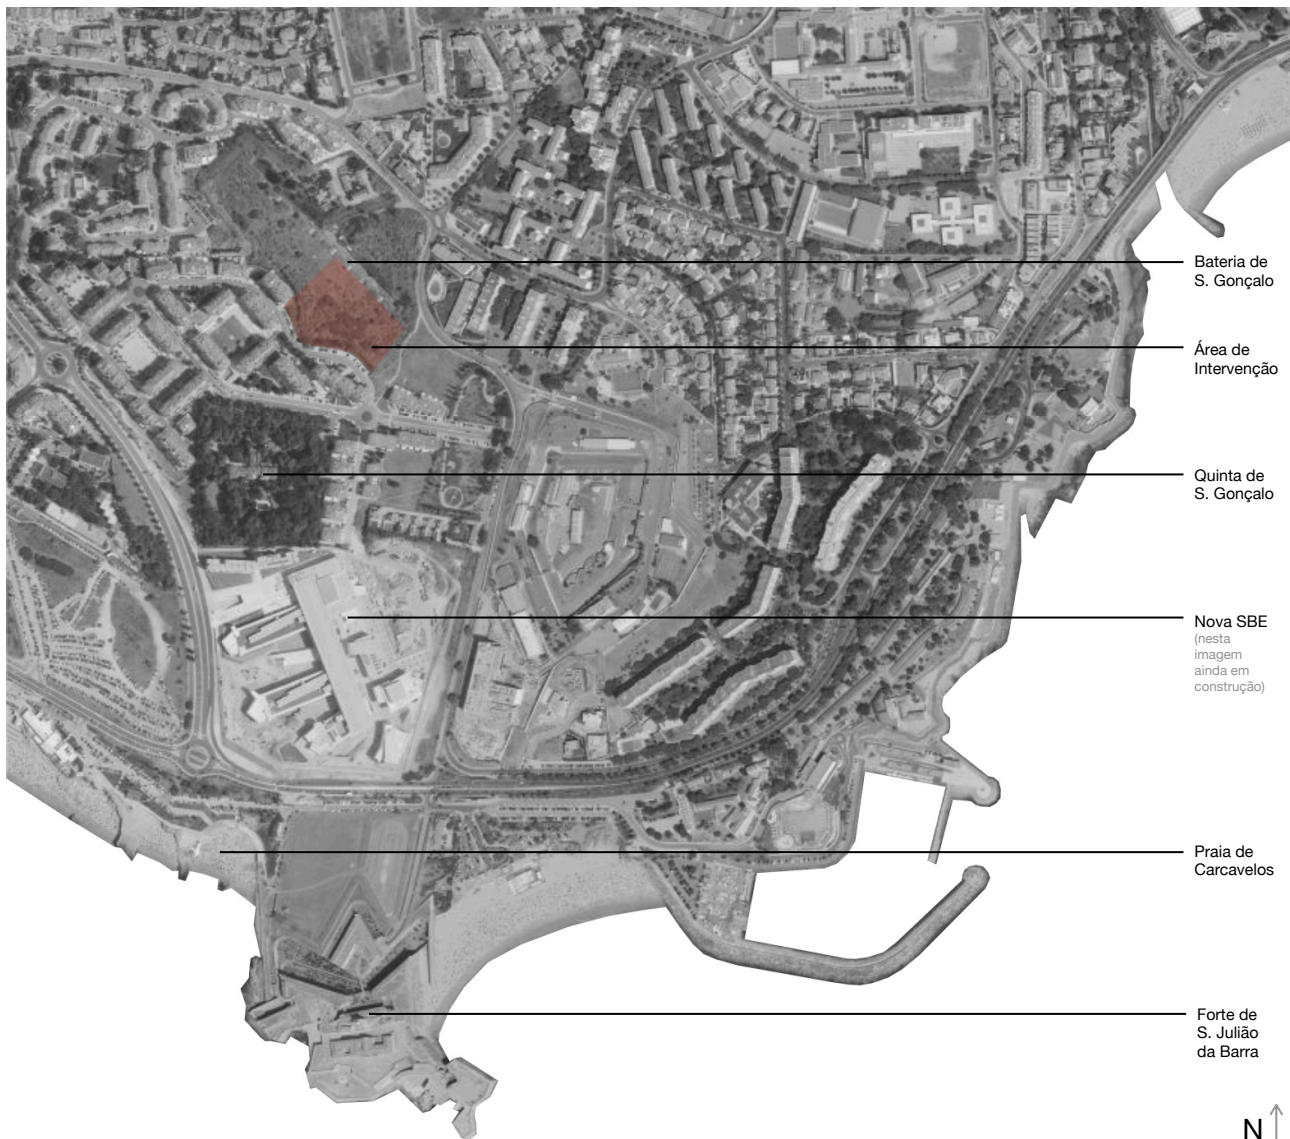 Bateria de
S. Gonçalo
Área de
Intervenção
Quinta de
S. Gonçalo
Nova SBE
(nesta
imagem
ainda em
construção)
Praia de
Carcavelos
Forte de
S. Julião
da Barra
N